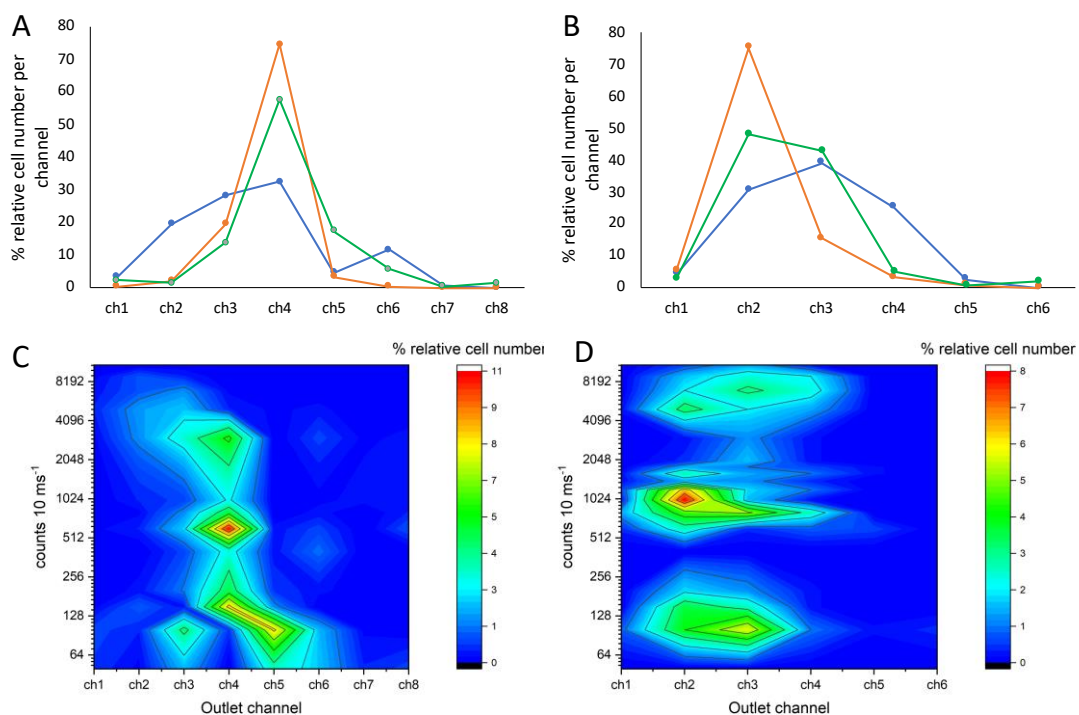 A
% relative cell number per
channel
80
70
60
50
40
30
20
10
0
ch1 ch2 ch3 ch4 ch5 ch6 ch7 ch8
B
% relative cell number per
channel
80
70
60
50
40
30
20
10
0
ch1 ch2 ch3 ch4 ch5 ch6
C
% relative cell number
counts 10 ms-1
8192
4096
2048
1024
512
256
128
64
ch1 ch2 ch3 ch4 ch5 ch6 ch7 ch8
Outlet channel
11
9
7
5
3
1
0
D
% relative cell number
counts 10 ms-1
8192
4096
2048
1024
512
256
128
64
ch1 ch2 ch3 ch4 ch5 ch6
Outlet channel
8
7
6
5
4
3
2
1
0